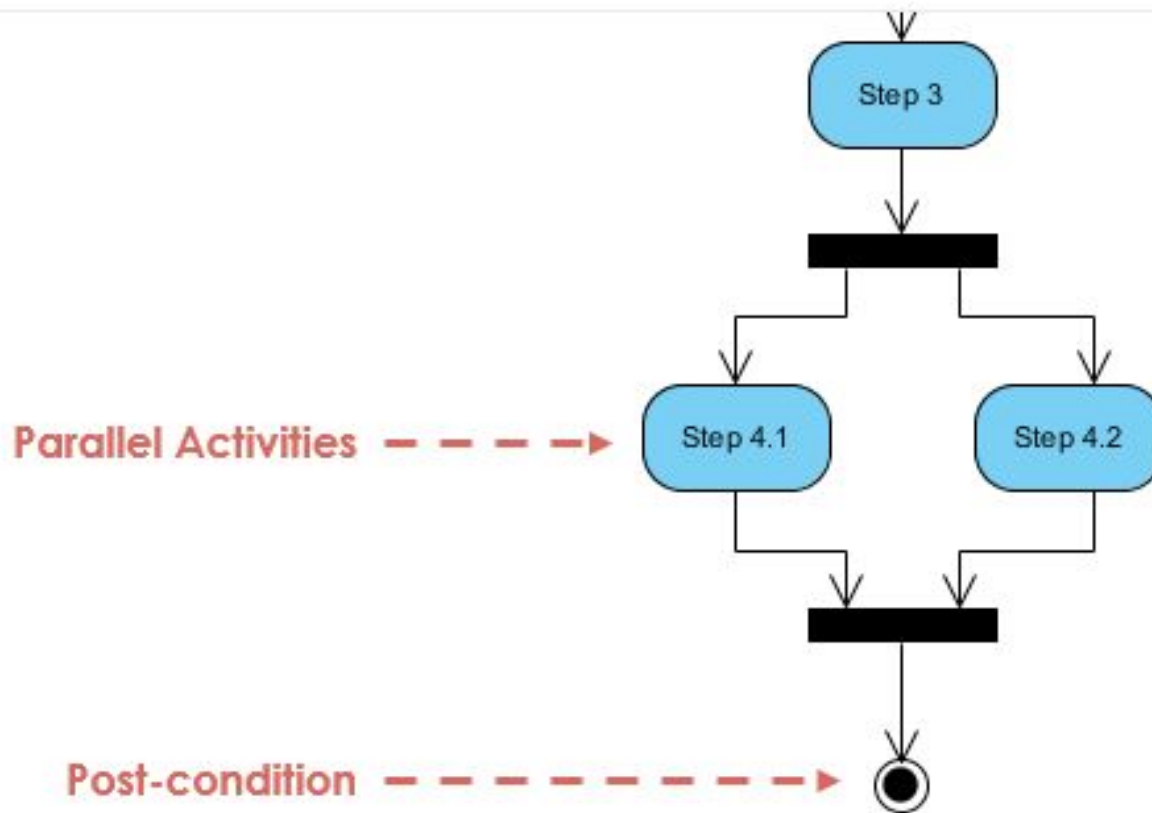 Step 3
Parallel Activities
Step 4.1
Step 4.2
Post-condition